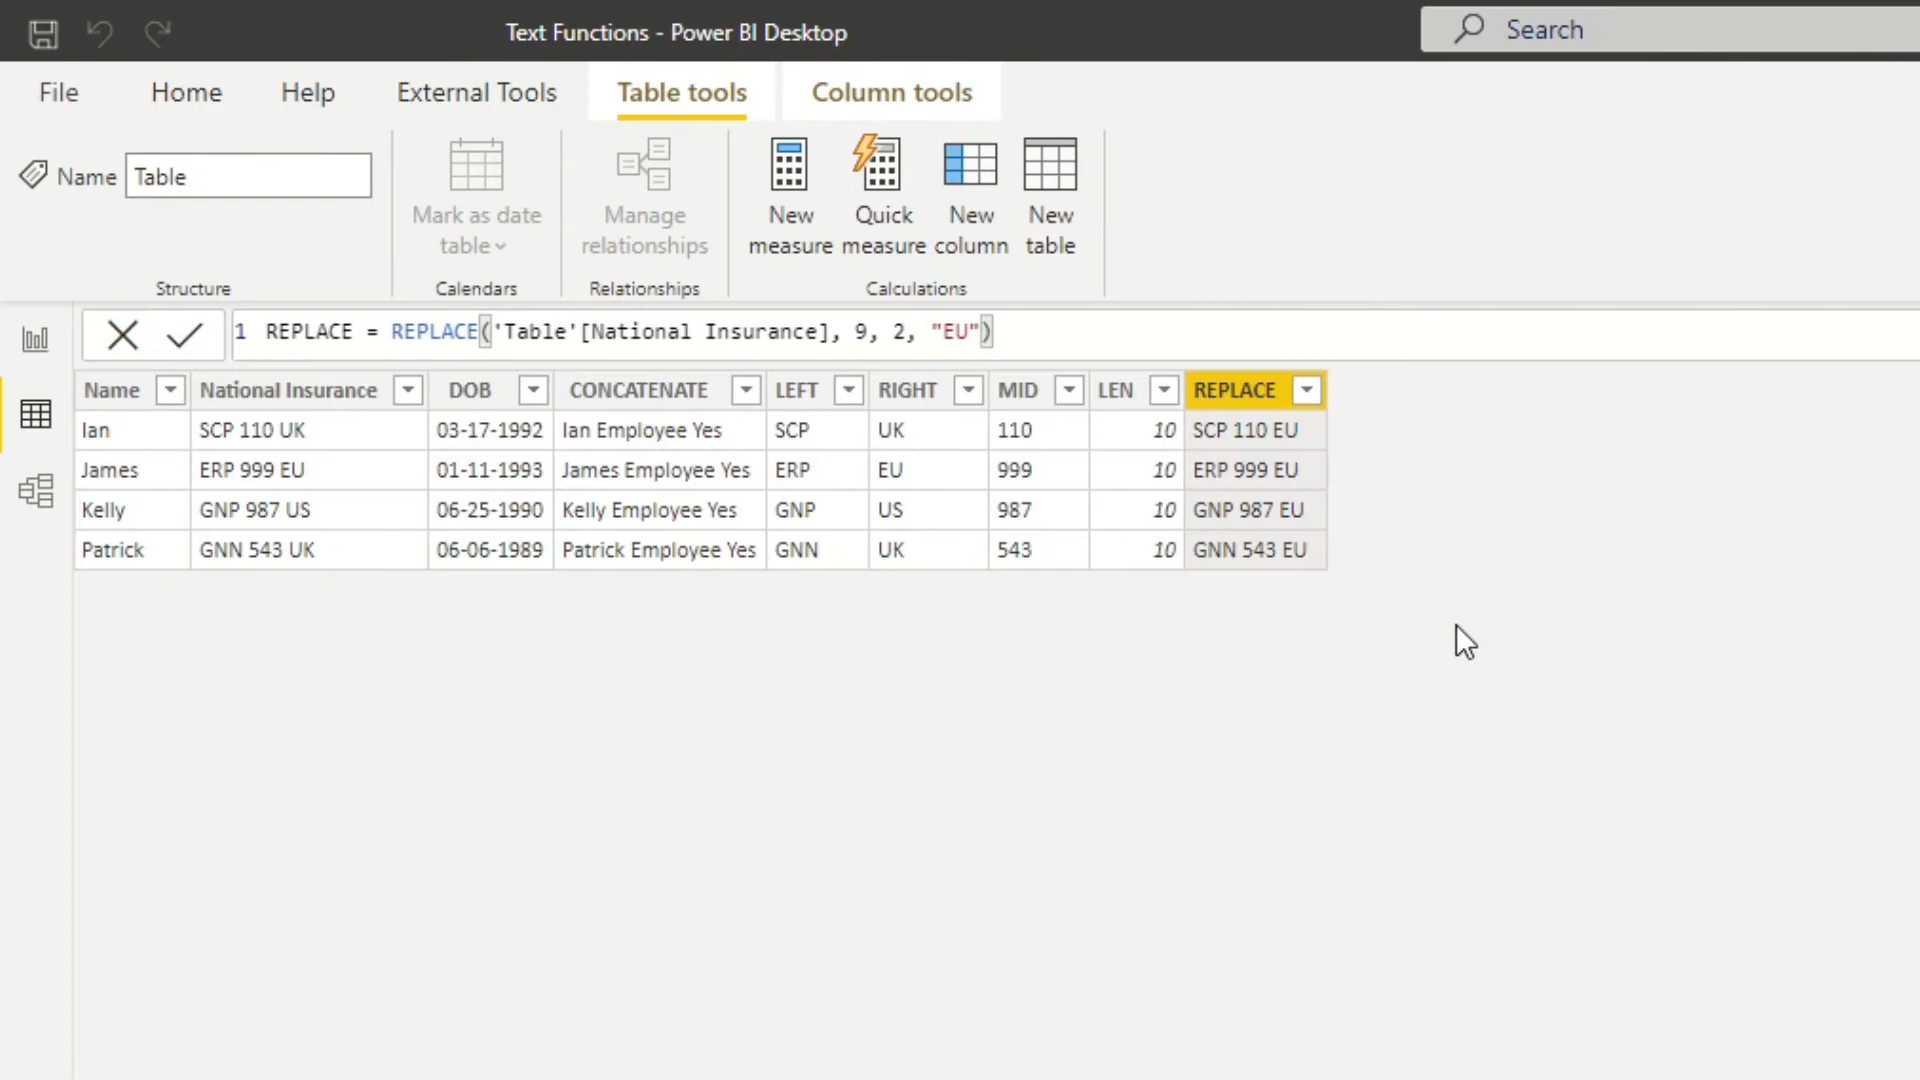 Text Functions - Power BI Desktop
Search
File Home Help External Tools Table tools Column tools
Name Table
Mark as date table
Manage relationships
New measure
Quick measure
New column
New table
Structure Calendars Relationships Calculations
1 REPLACE = REPLACE('Table'[National Insurance], 9, 2, "EU")
Name National Insurance DOB CONCATENATE LEFT RIGHT MID LEN REPLACE
Ian SCP 110 UK 03-17-1992 Ian Employee Yes SCP UK 110 10 SCP 110 EU
James ERP 999 EU 01-11-1993 James Employee Yes ERP EU 999 10 ERP 999 EU
Kelly GNP 987 US 06-25-1990 Kelly Employee Yes GNP US 987 10 GNP 987 EU
Patrick GNN 543 UK 06-06-1989 Patrick Employee Yes GNN UK 543 10 GNN 543 EU